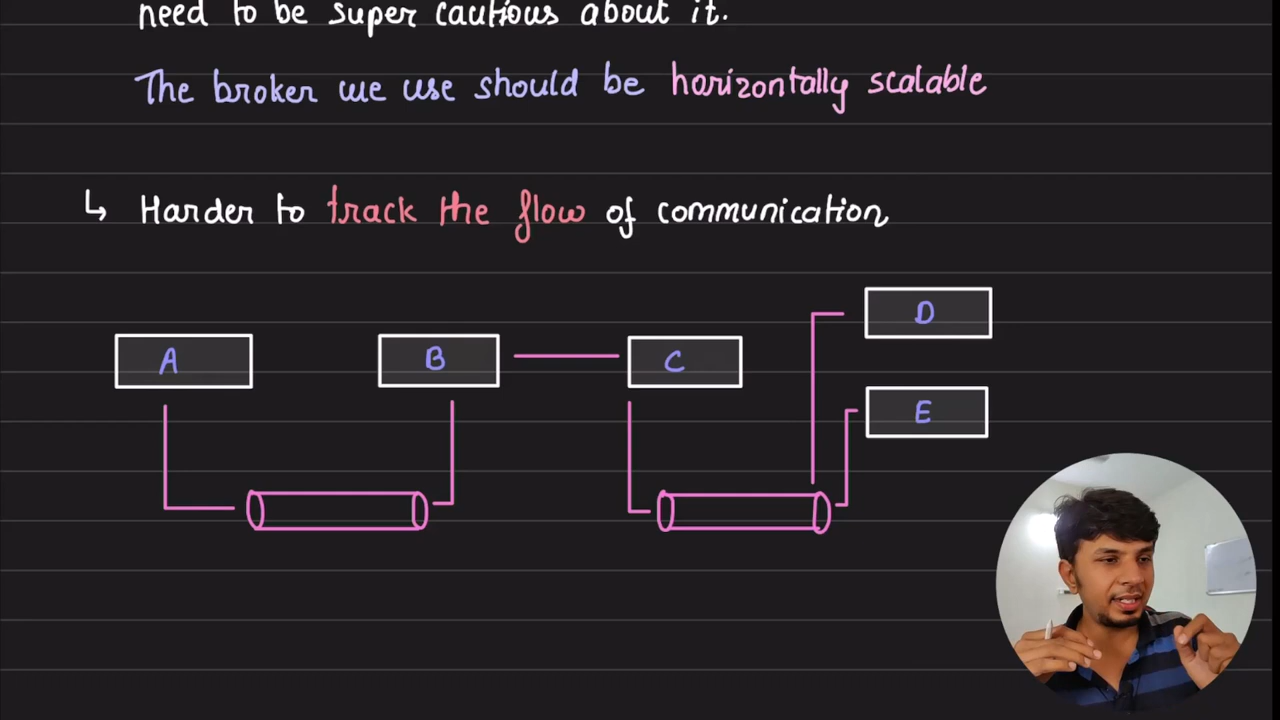 need to be super cautious about it.
The broker we use should be horizontally scalable
↳ Harder to track the flow of communication
A
B
C
D
E